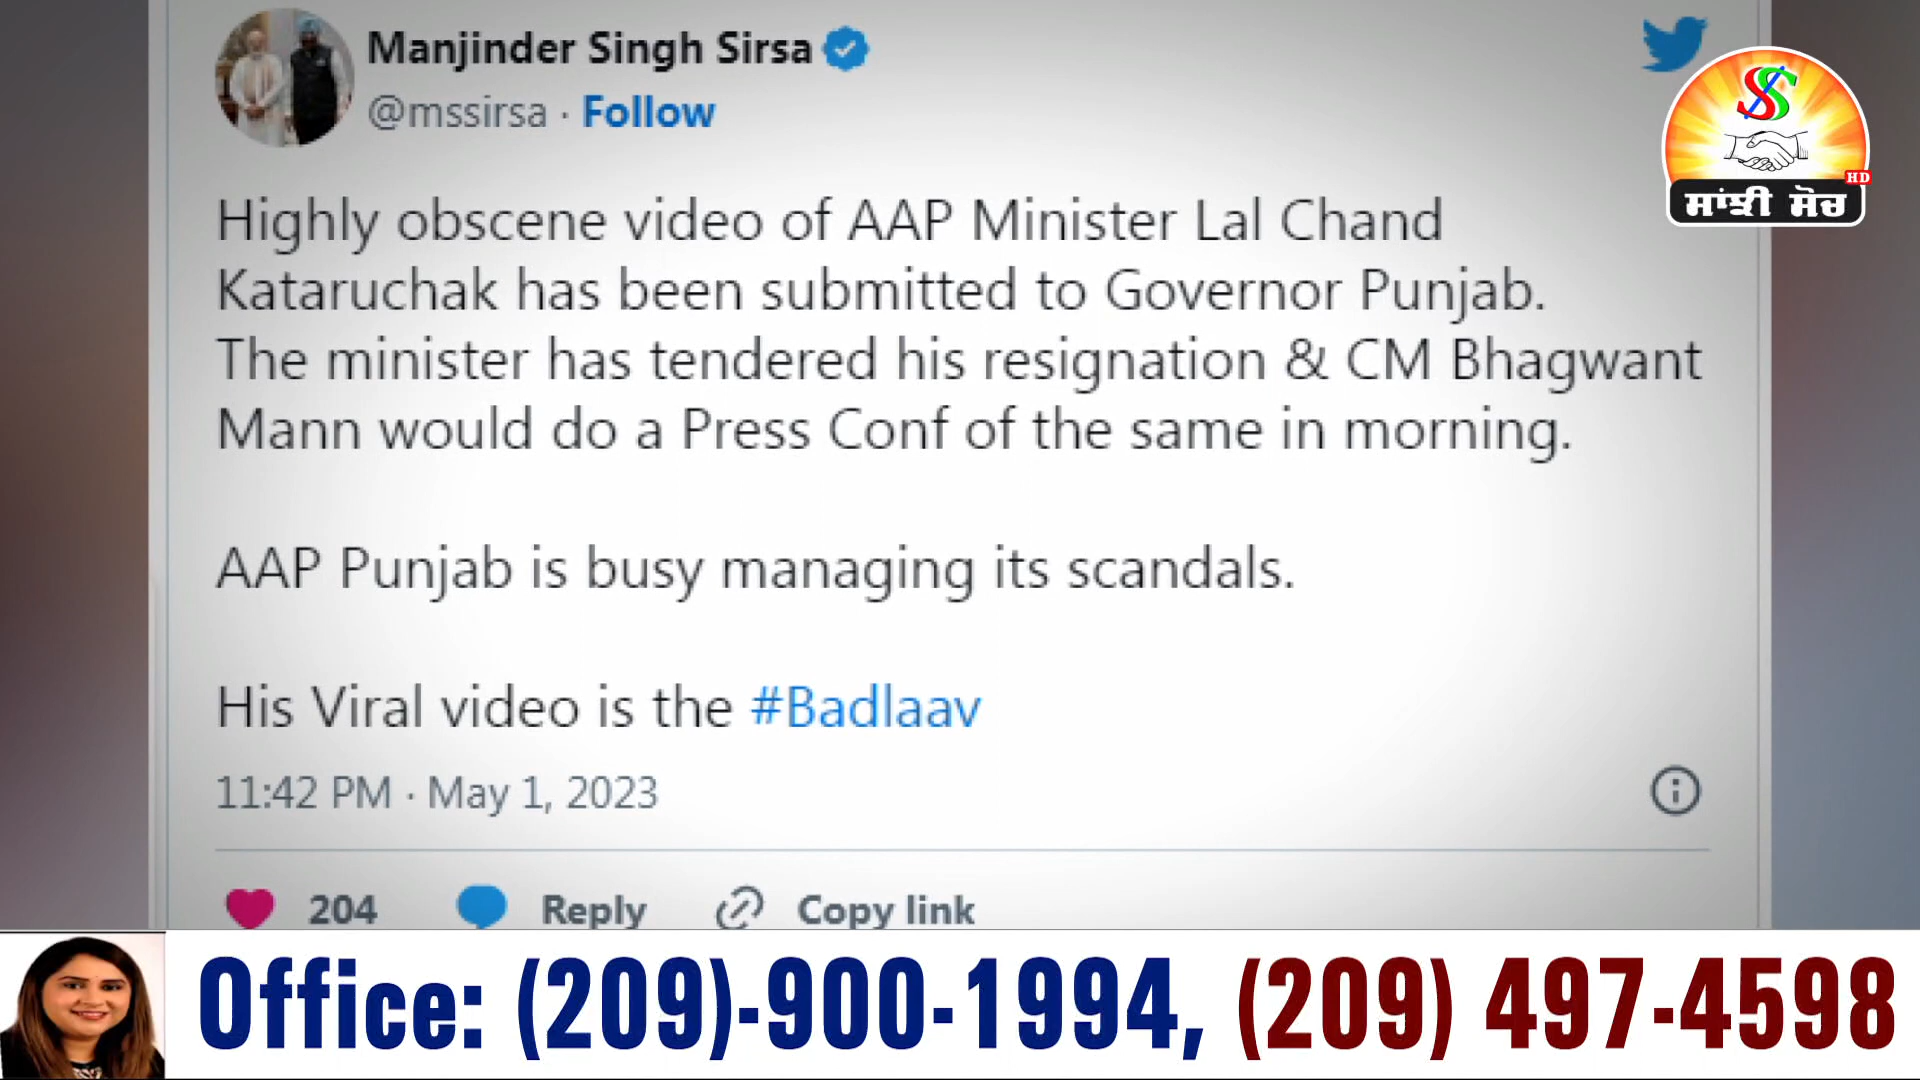 Manjinder Singh Sirsa
@mssirsa · Follow
SS
HD
ਸਾਂਝੀ ਸੋਚ
Highly obscene video of AAP Minister Lal Chand
Kataruchak has been submitted to Governor Punjab.
The minister has tendered his resignation & CM Bhagwant
Mann would do a Press Conf of the same in morning.
AAP Punjab is busy managing its scandals.
His Viral video is the #Badlaav
11:42 PM · May 1, 2023
204 Reply Copy link
Office: (209)-900-1994, (209) 497-4598